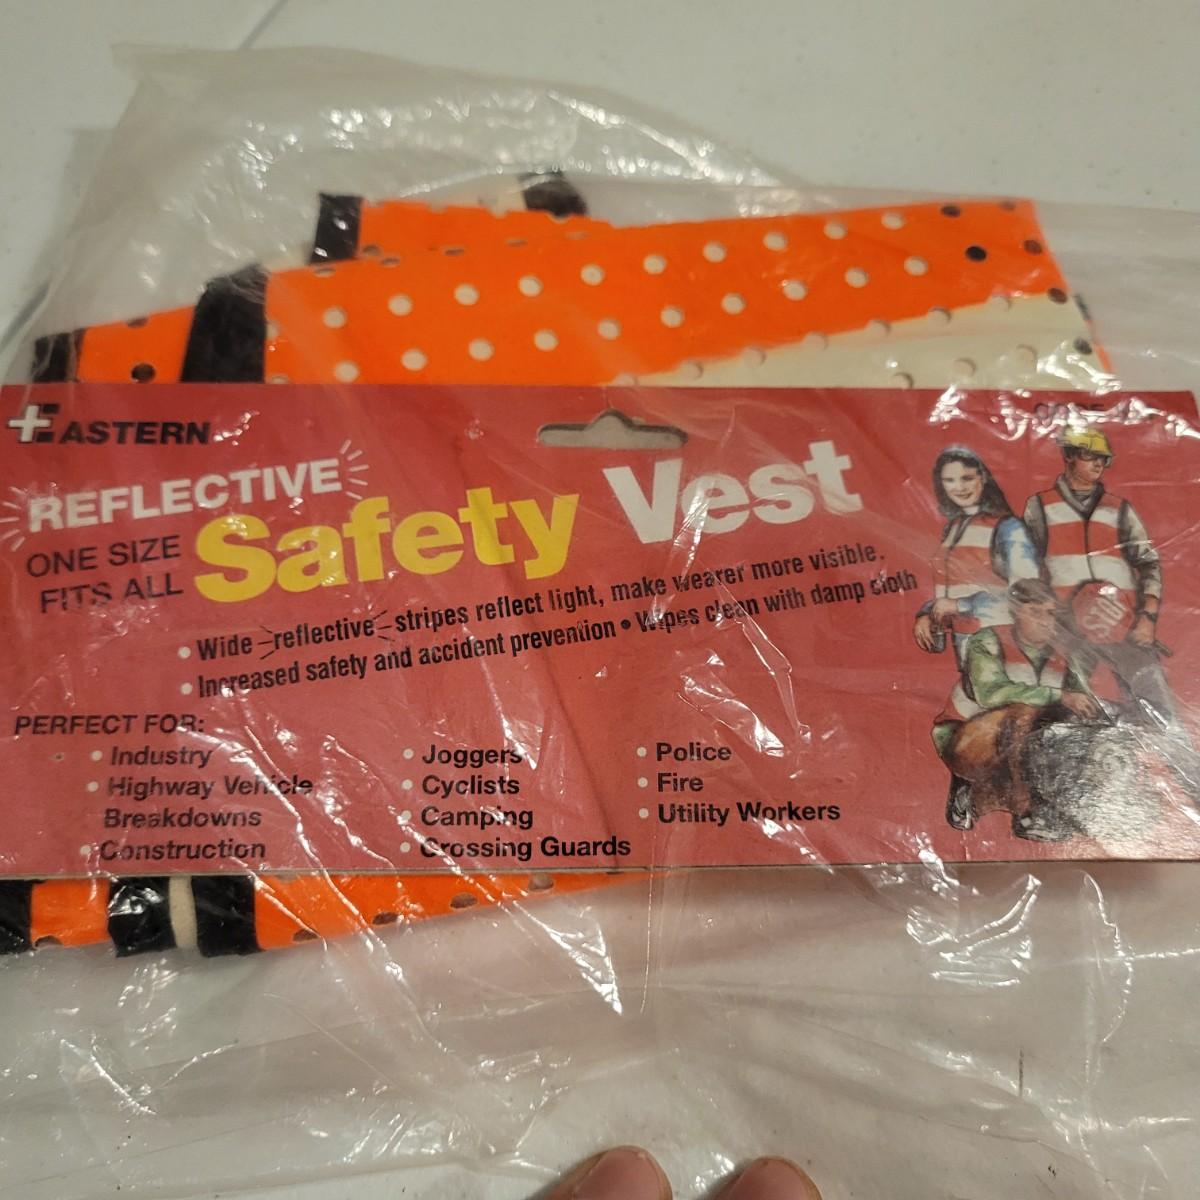 EASTERN
REFLECTIVE
ONE SIZE
FITS ALL
Safety Vest
• Wide reflective stripes reflect light, make wearer more visible.
• Increased safety and accident prevention • Wipes clean with damp cloth
PERFECT FOR:
• Industry
• Highway Vehicle
Breakdowns
• Construction
• Joggers
• Cyclists
• Camping
• Crossing Guards
• Police
• Fire
• Utility Workers
STOP